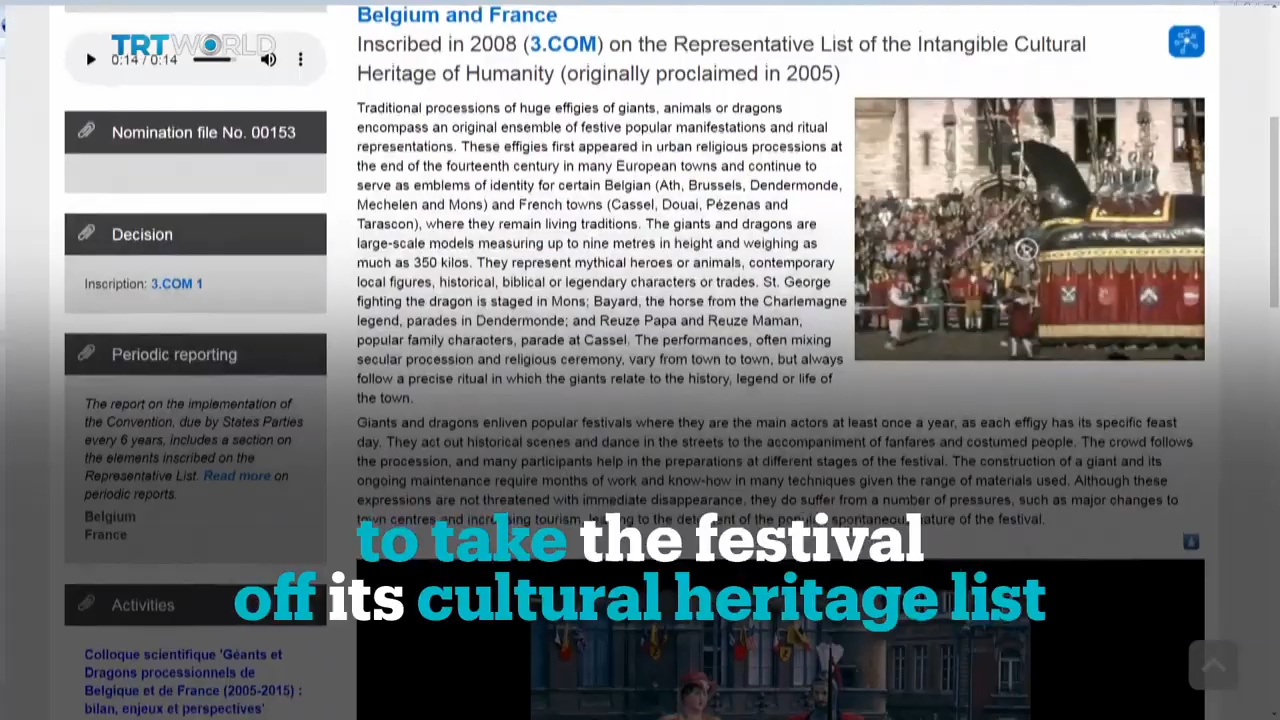 TRT WORLD
0:14 / 0:14
Nomination file No. 00153
Decision
Inscription: 3.COM 1
Periodic reporting
The report on the implementation of
the Convention, due by States Parties
every 6 years, includes a section on
the elements inscribed on the
Representative List. Read more on
periodic reports.
Belgium
France
Activities
Colloque scientifique 'Géants et
Dragons processionnels de
Belgique et de France (2005-2015) :
bilan, enjeux et perspectives'
Belgium and France
Inscribed in 2008 (3.COM) on the Representative List of the Intangible Cultural
Heritage of Humanity (originally proclaimed in 2005)
Traditional processions of huge effigies of giants, animals or dragons
encompass an original ensemble of festive popular manifestations and ritual
representations. These effigies first appeared in urban religious processions at
the end of the fourteenth century in many European towns and continue to
serve as emblems of identity for certain Belgian (Ath, Brussels, Dendermonde,
Mechelen and Mons) and French towns (Cassel, Douai, Pézenas and
Tarascon), where they remain living traditions. The giants and dragons are
large-scale models measuring up to nine metres in height and weighing as
much as 350 kilos. They represent mythical heroes or animals, contemporary
local figures, historical, biblical or legendary characters or trades. St. George
fighting the dragon is staged in Mons; Bayard, the horse from the Charlemagne
legend, parades in Dendermonde; and Reuze Papa and Reuze Maman,
popular family characters, parade at Cassel. The performances, often mixing
secular procession and religious ceremony, vary from town to town, but always
follow a precise ritual in which the giants relate to the history, legend or life of
the town.
Giants and dragons enliven popular festivals where they are the main actors at least once a year, as each effigy has its specific feast
day. They act out historical scenes and dance in the streets to the accompaniment of fanfares and costumed people. The crowd follows
the procession, and many participants help in the preparations at different stages of the festival. The construction of a giant and its
ongoing maintenance require months of work and know-how in many techniques given the range of materials used. Although these
expressions are not threatened with immediate disappearance, they do suffer from a number of pressures, such as major changes to
town centres and increasing tourism, to the of the spontaneous nature of the festival.
to take the festival
off its cultural heritage list